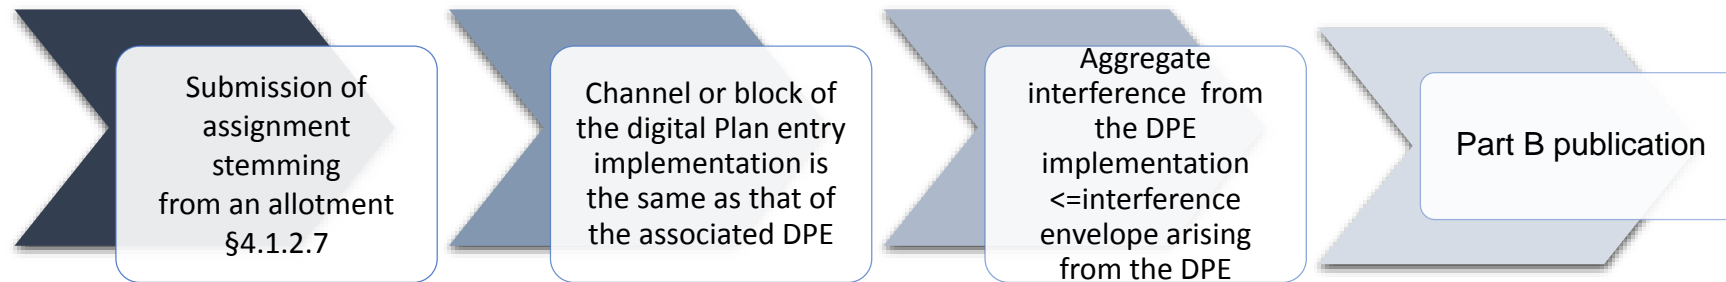 Submission of
assignment
stemming
from an allotment
§4.1.2.7
Channel or block of
the digital Plan entry
implementation is
the same as that of
the associated DPE
Aggregate
interference from
the DPE
implementation
<=interference
envelope arising
from the DPE
Part B publication